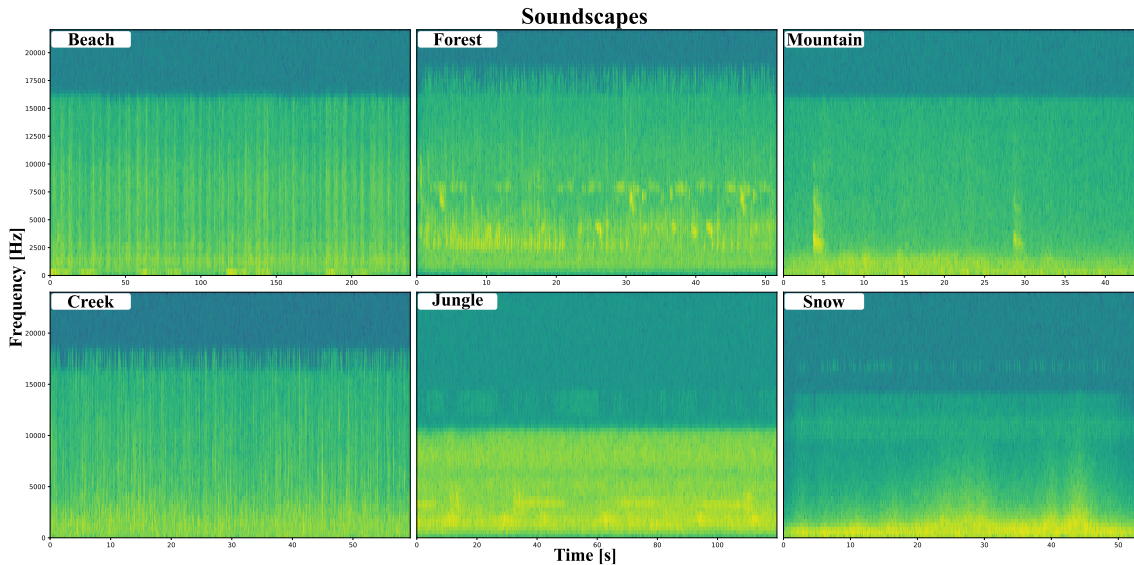 Soundscapes
Beach
Forest
Mountain
20000
17500
15000
12500
10000
7500
5000
2500
0
0 50 100 150 200
0 10 20 30 40 50
0 5 10 15 20 25 30 35 40
Frequency [Hz]
Creek
Jungle
Snow
20000
15000
10000
5000
0
0 10 20 30 40 50
0 20 40 60 80 100
0 10 20 30 40 50
Time [s]